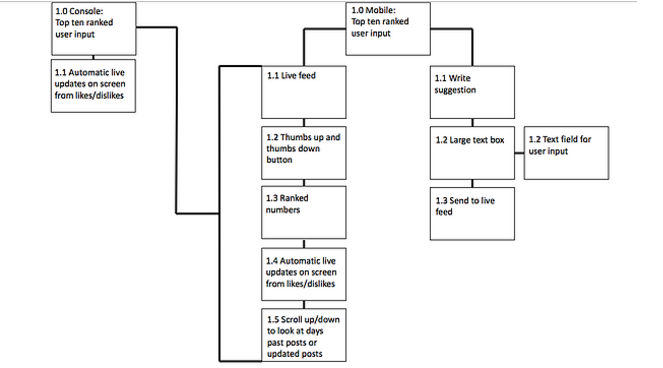 1.0 Console:
Top ten ranked
user input
1.1 Automatic live
updates on screen
from likes/dislikes
1.0 Mobile:
Top ten ranked
user input
1.1 Live feed
1.2 Thumbs up and
thumbs down
button
1.3 Ranked
numbers
1.4 Automatic live
updates on screen
from likes/dislikes
1.5 Scroll up/down
to look at days
past posts or
updated posts
1.1 Write
suggestion
1.2 Large text box
1.2 Text field for
user input
1.3 Send to live
feed